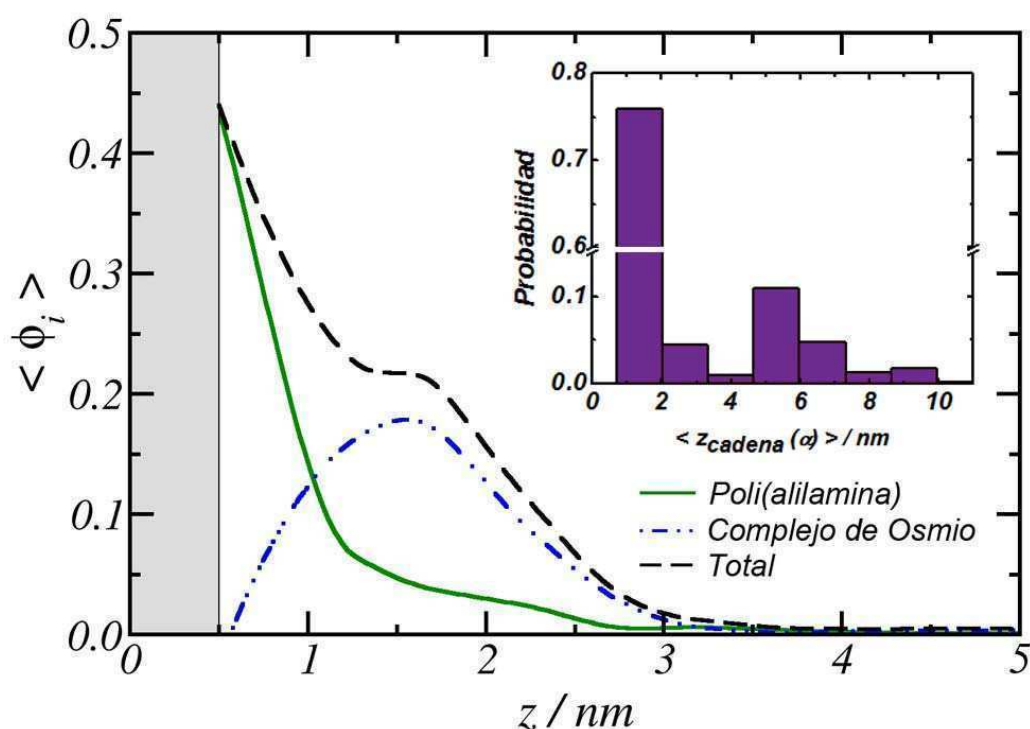 0.5
0.4
0.3
0.2
0.1
0.0
< ϕi >
0 1 2 3 4 5
z / nm
0.8
0.7
0.6
0.1
0.0
Probabilidad
0 2 4 6 8 10
< zcadena (α) > / nm
Poli(alilamina)
Complejo de Osmio
Total